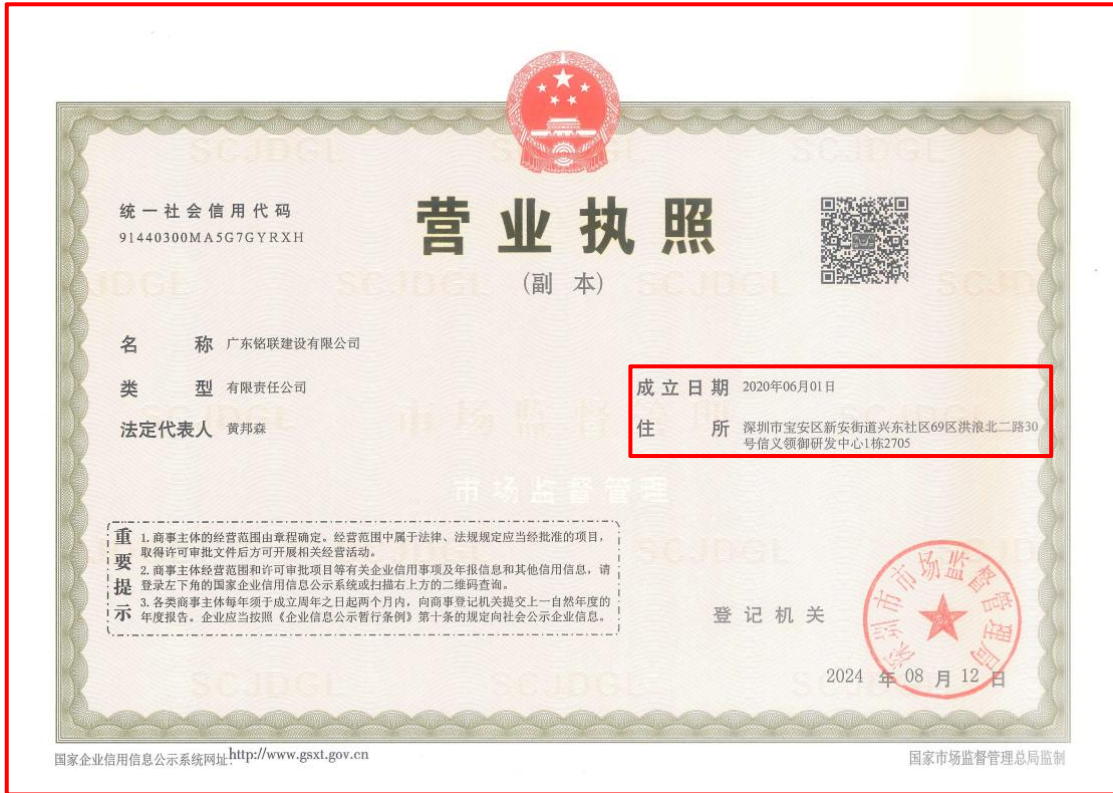 统一社会信用代码
91440300MA5G7GYRXH
营业执照
(副 本)
名 称 广东铭联建设有限公司
类 型 有限责任公司
法定代表人 黄邦森
成立日期 2020年06月01日
住 所 深圳市宝安区新安街道兴东社区69区洪浪北二路30
号信义领御研发中心1栋2705
市场监督管理
重要提示
1. 商事主体的经营范围由章程确定。经营范围中属于法律、法规规定应当经批准的项目，
取得许可审批文件后方可开展相关经营活动。
2. 商事主体经营范围和许可审批项目等有关企业信用事项及年报信息和其他信用信息，请
登录左下角的国家企业信用信息公示系统或扫描右上方的二维码查询。
3. 各类商事主体每年须于成立周年之日起两个月内，向商事登记机关提交上一自然年度的
年度报告。企业应当按照《企业信息公示暂行条例》第十条的规定向社会公示企业信息。
登记机关
深圳市市场监督管理局
2024 年 08 月 12 日
国家企业信用信息公示系统网址:http://www.gsxt.gov.cn
国家市场监督管理总局监制
SCJDGL